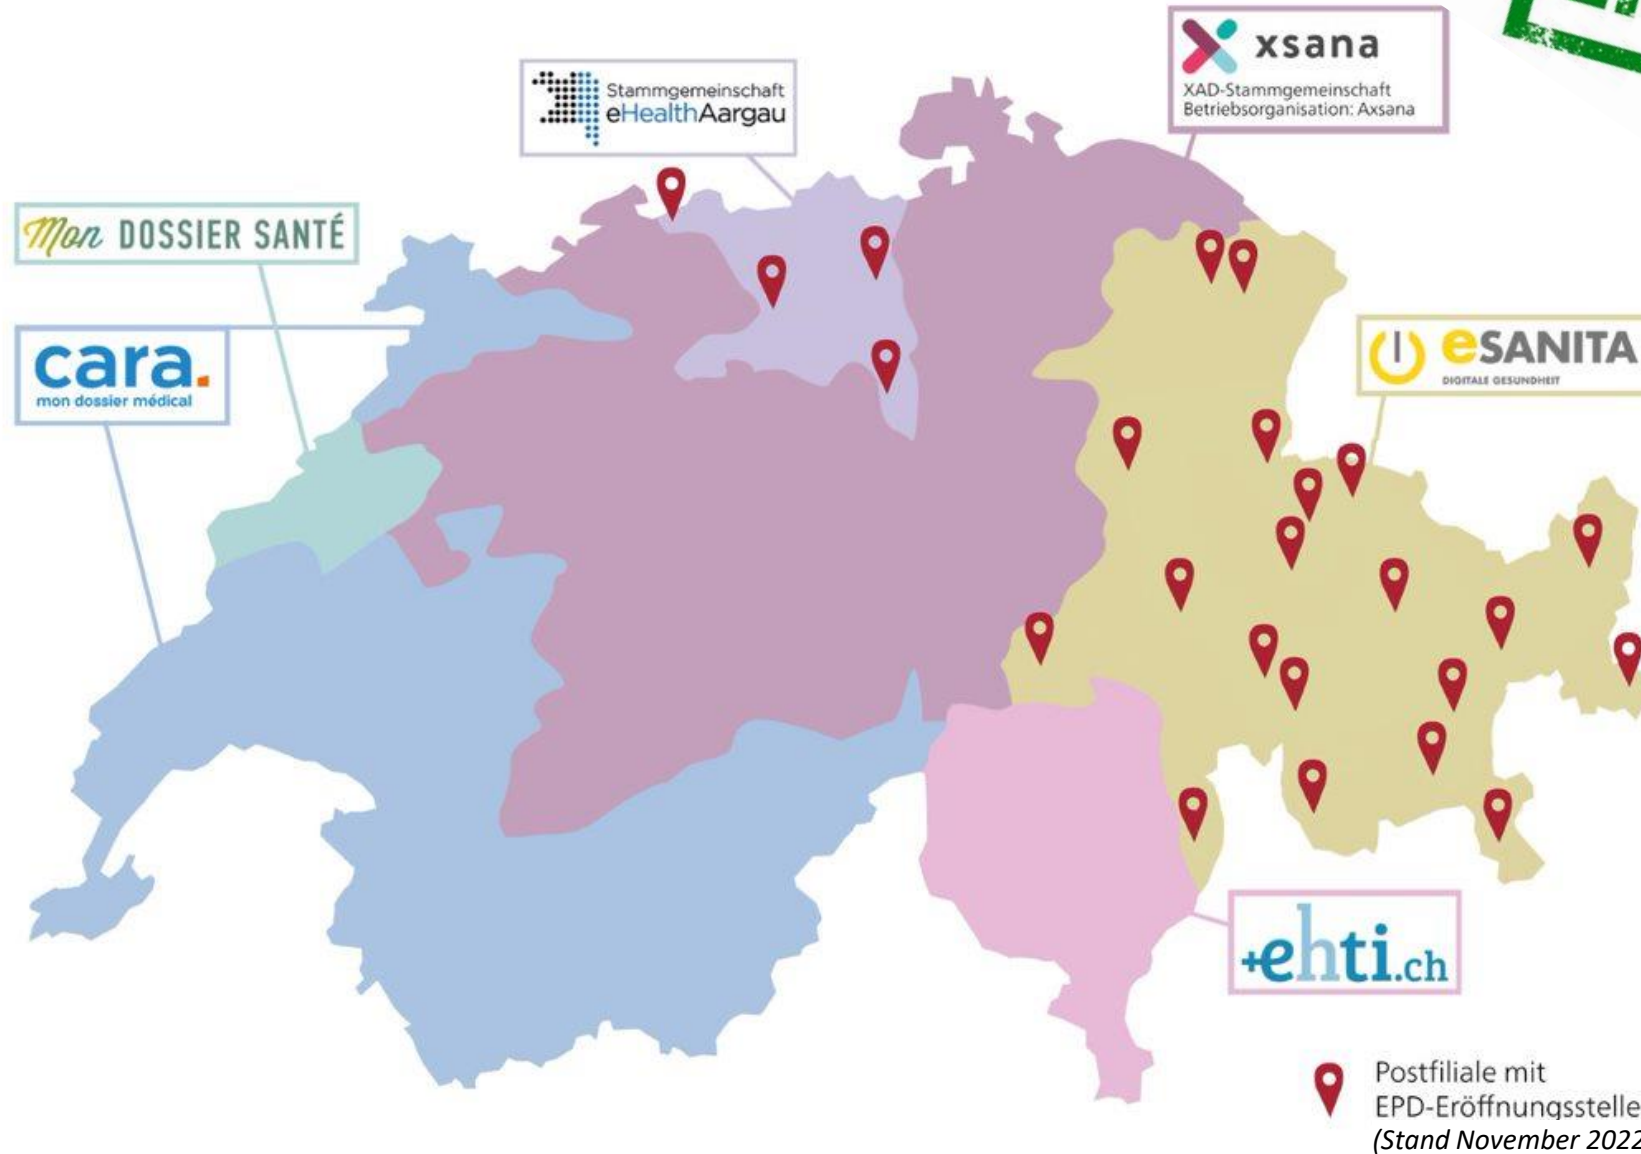 xsana
XAD-Stammgemeinschaft
Betriebsorganisation: Axsana
Stammgemeinschaft
eHealthAargau
Mon DOSSIER SANTÉ
cara.
mon dossier médical
eSANITA
DIGITALE GESUNDHEIT
+ehti.ch
Postfiliale mit
EPD-Eröffnungsstelle
(Stand November 2022